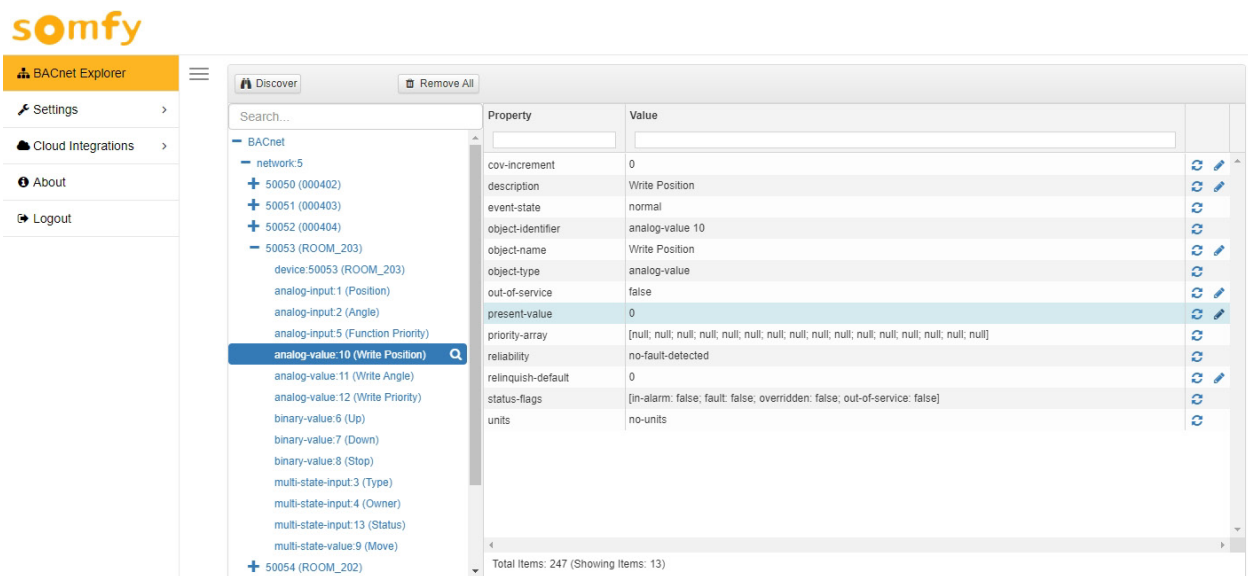 somfy
BACnet Explorer
Settings
Cloud Integrations
About
Logout
Discover
Remove All
Search...
BACnet
network:5
50050 (000402)
50051 (000403)
50052 (000404)
50053 (ROOM_203)
device:50053 (ROOM_203)
analog-input:1 (Position)
analog-input:2 (Angle)
analog-input:5 (Function Priority)
analog-value:10 (Write Position)
analog-value:11 (Write Angle)
analog-value:12 (Write Priority)
binary-value:6 (Up)
binary-value:7 (Down)
binary-value:8 (Stop)
multi-state-input:3 (Type)
multi-state-input:4 (Owner)
multi-state-input:13 (Status)
multi-state-value:9 (Move)
50054 (ROOM_202)
Property Value
cov-increment 0
description Write Position
event-state normal
object-identifier analog-value 10
object-name Write Position
object-type analog-value
out-of-service false
present-value 0
priority-array [null; null; null; null; null; null; null; null; null; null; null; null; null; null; null; null]
reliability no-fault-detected
relinquish-default 0
status-flags [in-alarm: false; fault: false; overridden: false; out-of-service: false]
units no-units
Total Items: 247 (Showing Items: 13)